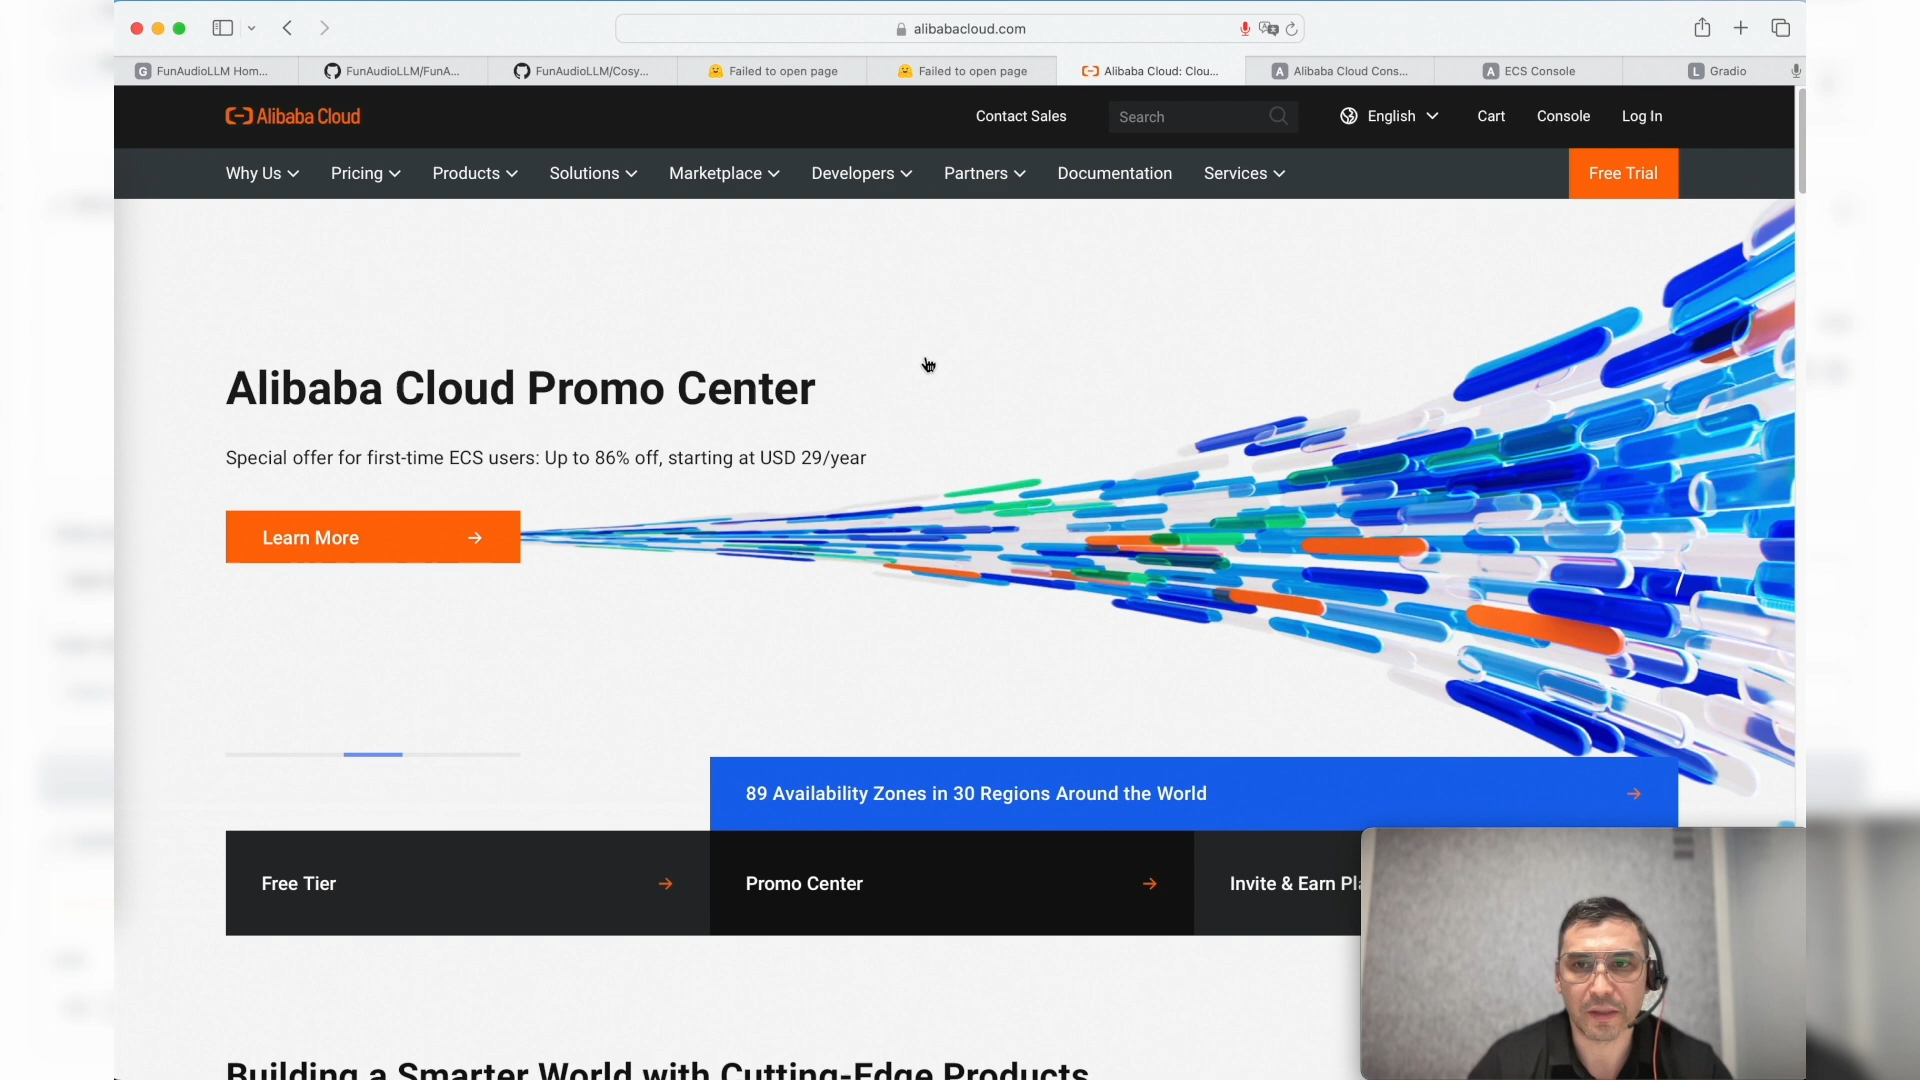 alibabacloud.com
FunAudioLLM Hom...
FunAudioLLM/FunA...
FunAudioLLM/Cosy...
Failed to open page
Failed to open page
Alibaba Cloud: Clou...
Alibaba Cloud Cons...
ECS Console
Gradio
Alibaba Cloud
Contact Sales
Search
English
Cart
Console
Log In
Why Us
Pricing
Products
Solutions
Marketplace
Developers
Partners
Documentation
Services
Free Trial
Alibaba Cloud Promo Center
Special offer for first-time ECS users: Up to 86% off, starting at USD 29/year
Learn More
89 Availability Zones in 30 Regions Around the World
Free Tier
Promo Center
Invite & Earn Pla
Building a Smarter World with Cutting-Edge Products